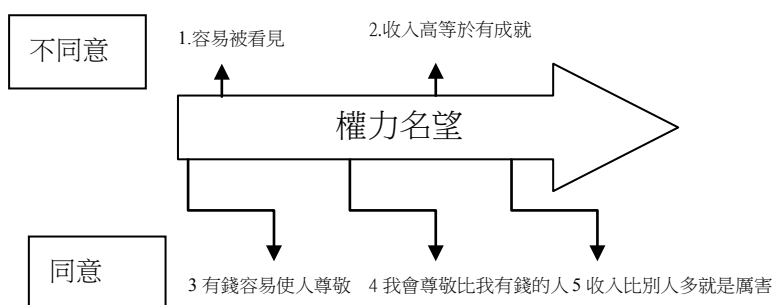 不同意
1.容易被看見
2.收入高等於有成就
權力名望
同意
3 有錢容易使人尊敬
4 我會尊敬比我有錢的人
5 收入比別人多就是厲害